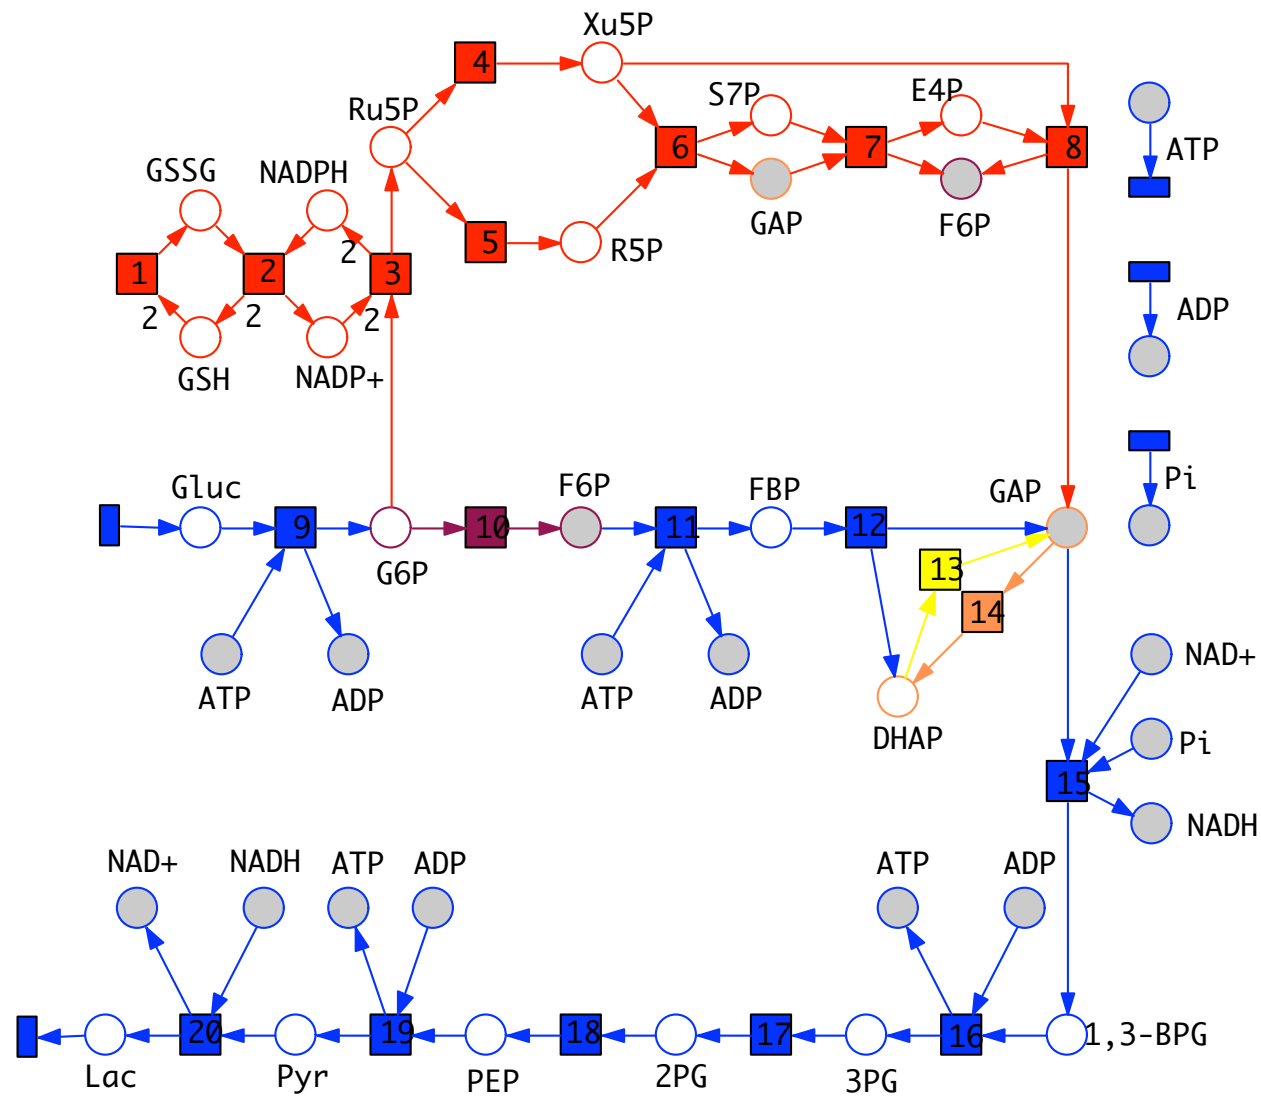 Xu5P
4
S7P
E4P
Ru5P
ATP
6
7
8
GSSG
NADPH
GAP
F6P
2
5
R5P
1
2
3
2
2
2
ADP
GSH
NADP+
Gluc
F6P
FBP
GAP
Pi
9
10
11
12
G6P
13
14
NAD+
ATP
ADP
ATP
ADP
DHAP
Pi
15
NADH
NAD+
NADH
ATP
ADP
ATP
ADP
20
19
18
17
16
1,3-BPG
Lac
Pyr
PEP
2PG
3PG